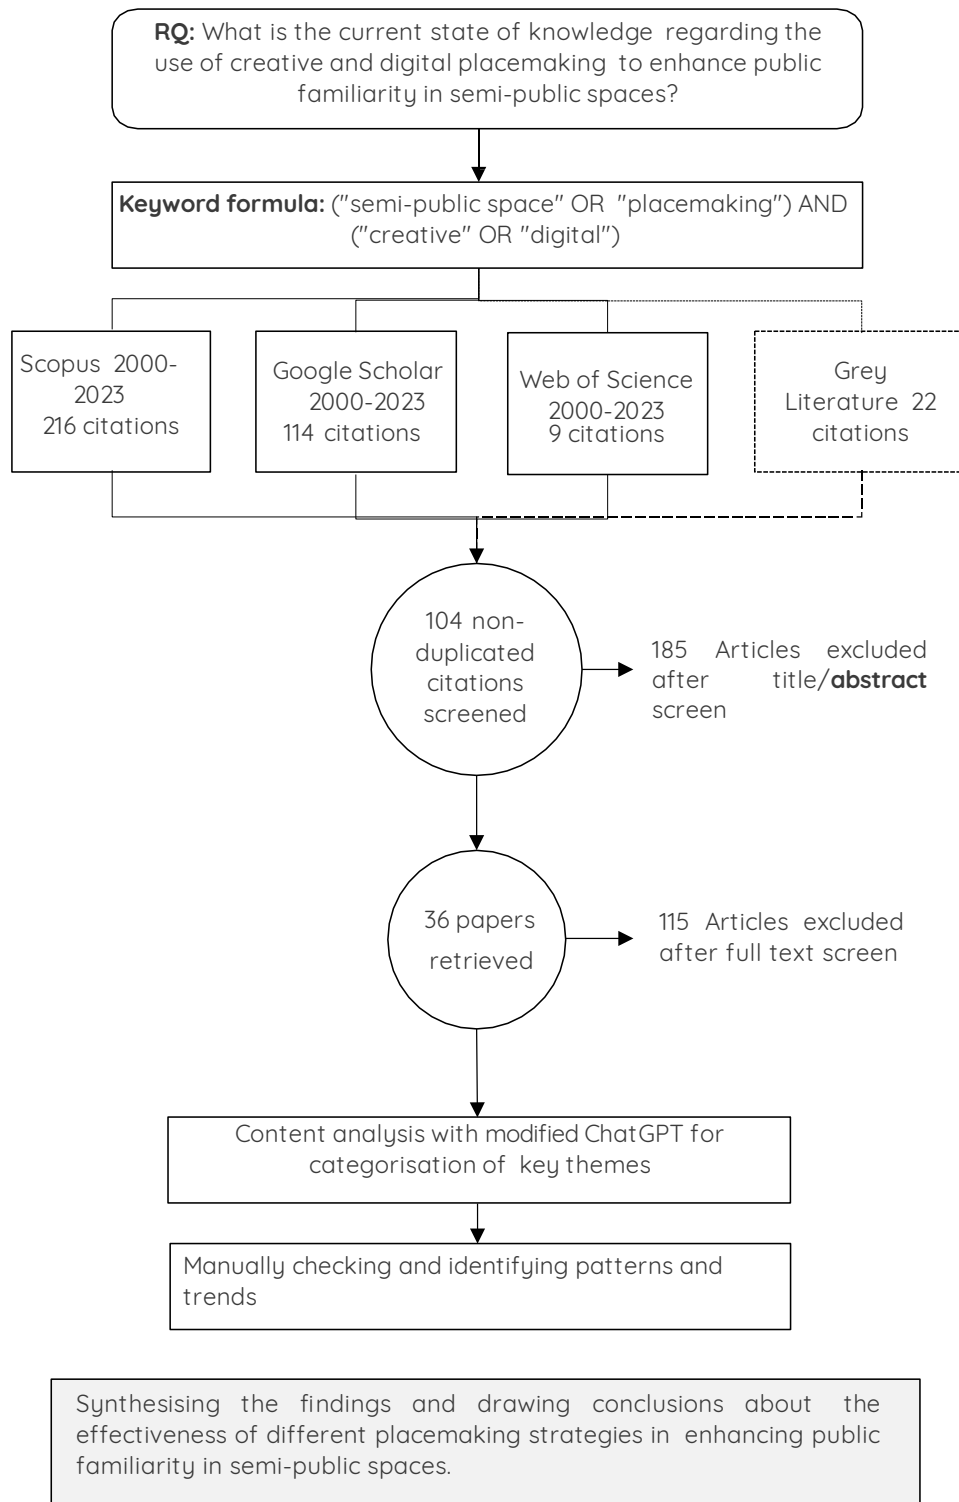 RQ: What is the current state of knowledge regarding the
use of creative and digital placemaking to enhance public
familiarity in semi-public spaces?
Keyword formula: ("semi-public space" OR "placemaking") AND
("creative" OR "digital")
Scopus 2000-
2023
216 citations
Google Scholar
2000-2023
114 citations
Web of Science
2000-2023
9 citations
Grey
Literature 22
citations
104 non-
duplicated
citations
screened
185 Articles excluded
after title/abstract
screen
36 papers
retrieved
115 Articles excluded
after full text screen
Content analysis with modified ChatGPT for
categorisation of key themes
Manually checking and identifying patterns and
trends
Synthesising the findings and drawing conclusions about the
effectiveness of different placemaking strategies in enhancing public
familiarity in semi-public spaces.